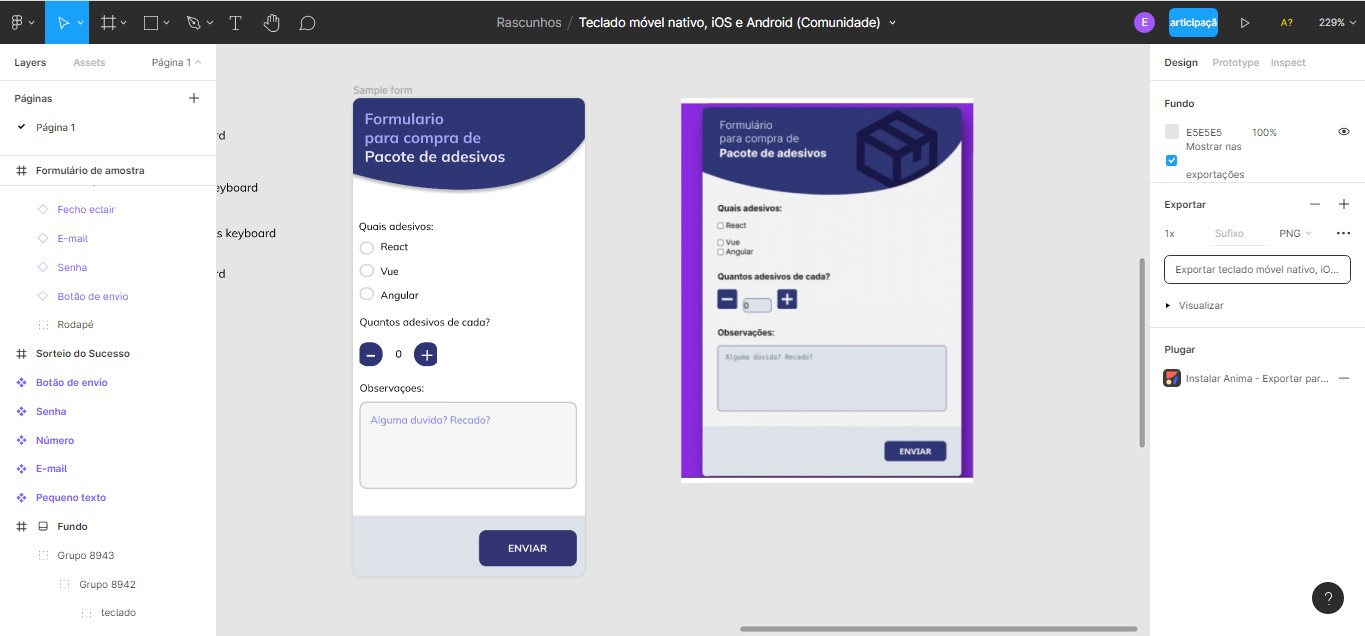 Rascunhos / Teclado móvel nativo, iOS e Android (Comunidade)
E
articipaçã
A?
229%
Layers
Assets
Página 1
Páginas
Página 1
Formulário de amostra
Fecho eclair
E-mail
Senha
Botão de envio
Rodapé
Sorteio do Sucesso
Botão de envio
Senha
Número
E-mail
Pequeno texto
Fundo
Grupo 8943
Grupo 8942
teclado
rd
eyboard
s keyboard
rd
Sample form
Formulario
para compra de
Pacote de adesivos
Quais adesivos:
React
Vue
Angular
Quantos adesivos de cada?
0
Observaçoes:
Alguma duvida? Recado?
ENVIAR
Formulário
para compra de
Pacote de adesivos
Quais adesivos:
React
Vue
Angular
Quantos adesivos de cada?
0
Observações:
Alguma dúvida? Recado?
ENVIAR
Design
Prototype
Inspect
Fundo
E5E5E5
100%
Mostrar nas
exportações
Exportar
1x
Sufixo
PNG
Exportar teclado móvel nativo, iO...
Visualizar
Plugar
Instalar Anima - Exportar par...
?